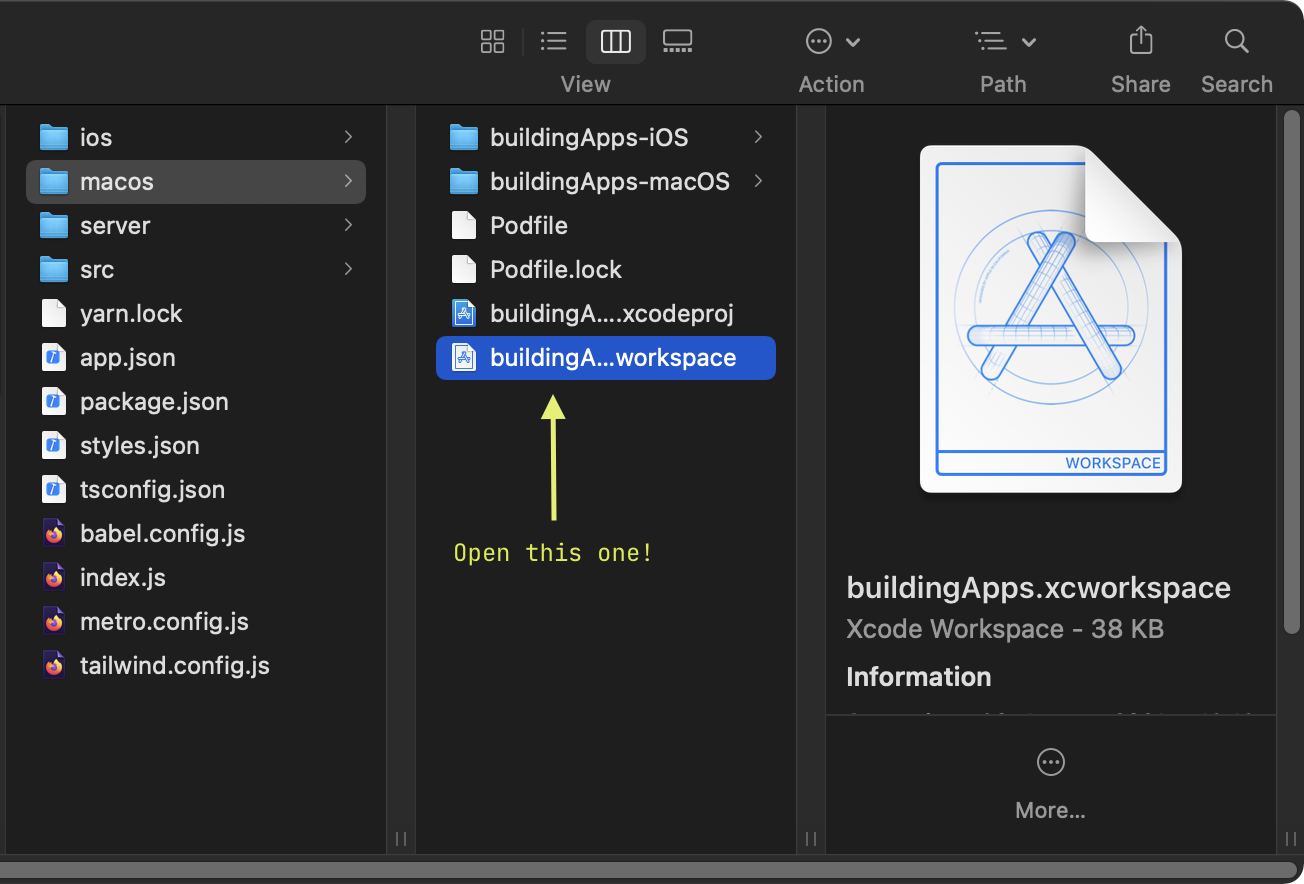 View
Action
Path
Share
Search
ios
macos
server
src
yarn.lock
app.json
package.json
styles.json
tsconfig.json
babel.config.js
index.js
metro.config.js
tailwind.config.js
buildingApps-iOS
buildingApps-macOS
Podfile
Podfile.lock
buildingA....xcodeproj
buildingA...workspace
Open this one!
WORKSPACE
buildingApps.xcworkspace
Xcode Workspace - 38 KB
Information
More...